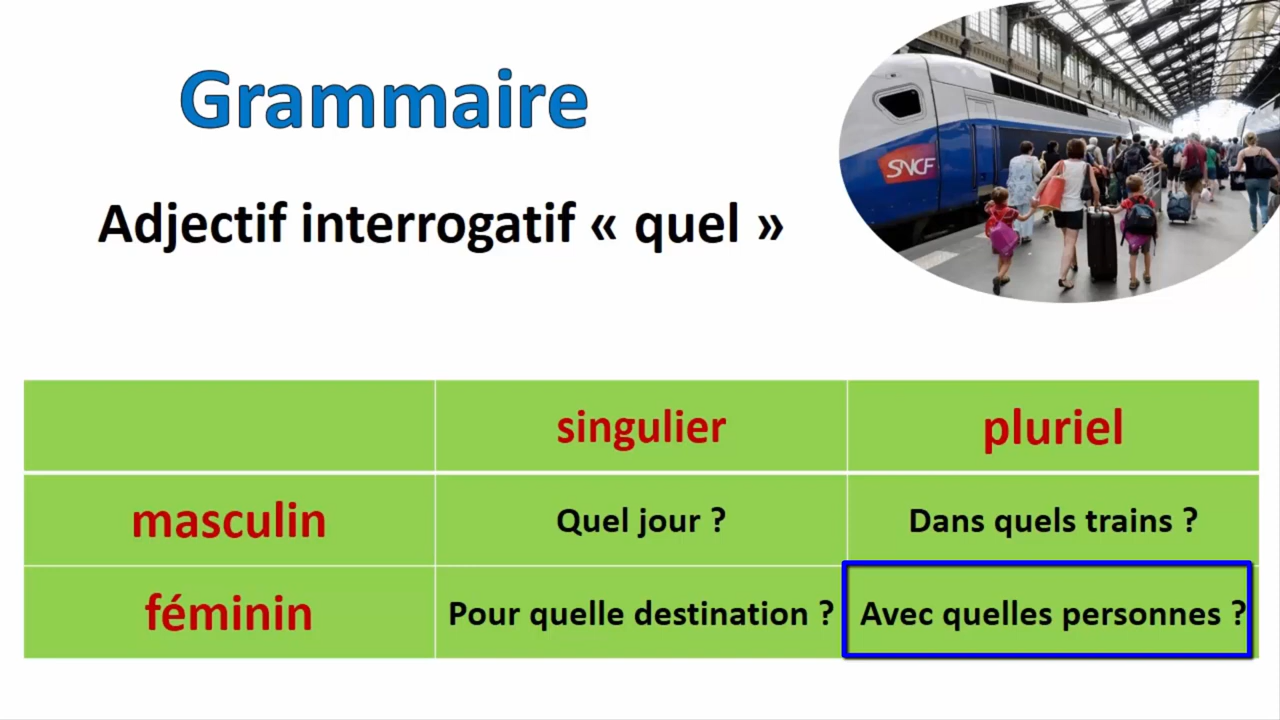 Grammaire
SNCF
Adjectif interrogatif « quel »
singulier pluriel
masculin Quel jour ? Dans quels trains ?
féminin Pour quelle destination ? Avec quelles personnes ?